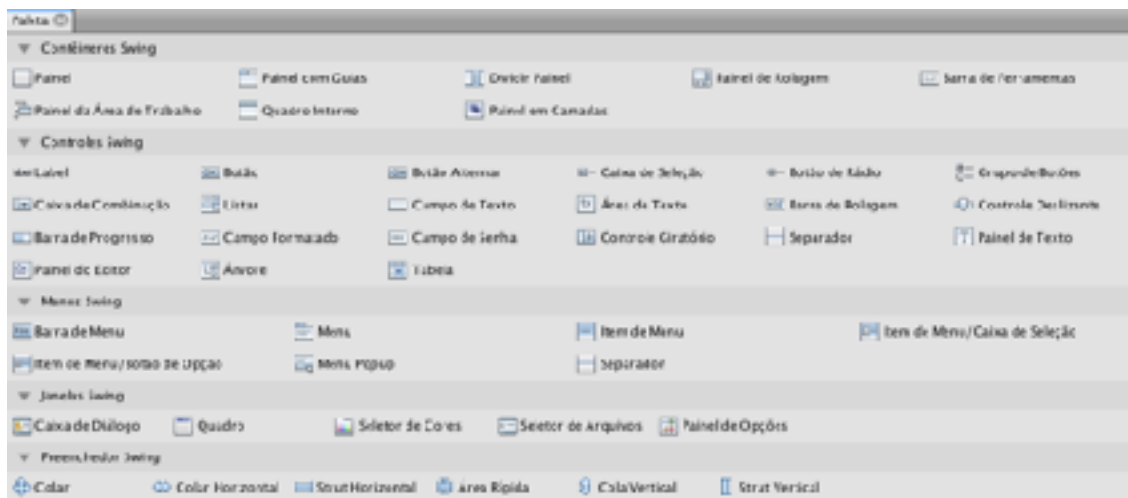 Paleta
Contêineres Swing
Painel Painel com Guias Dividir Painel Painel de Rolagem Barra de Ferramentas
Painel da Área de Trabalho Quadro Interno Painel em Camadas
Controles Swing
Label Botão Botão Alternar Caixa de Seleção Botão de Rádio Grupo de Botões
Caixa de Combinação Listar Campo de Texto Área de Texto Barra de Rolagem Controle Deslizante
Barra de Progresso Campo Formatado Campo de Senha Controle Giratório Separador Painel de Texto
Painel do Editor Árvore Tabela
Menus Swing
Barra de Menu Menu Item de Menu Item de Menu/Caixa de Seleção
Item de Menu/Botão de Opção Menu Popup Separador
Janelas Swing
Caixa de Diálogo Quadro Seletor de Cores Seletor de Arquivos Painel de Opções
Preenchedor Swing
Colar Colar Horizontal Strut Horizontal Área Rígida Cola Vertical Strut Vertical